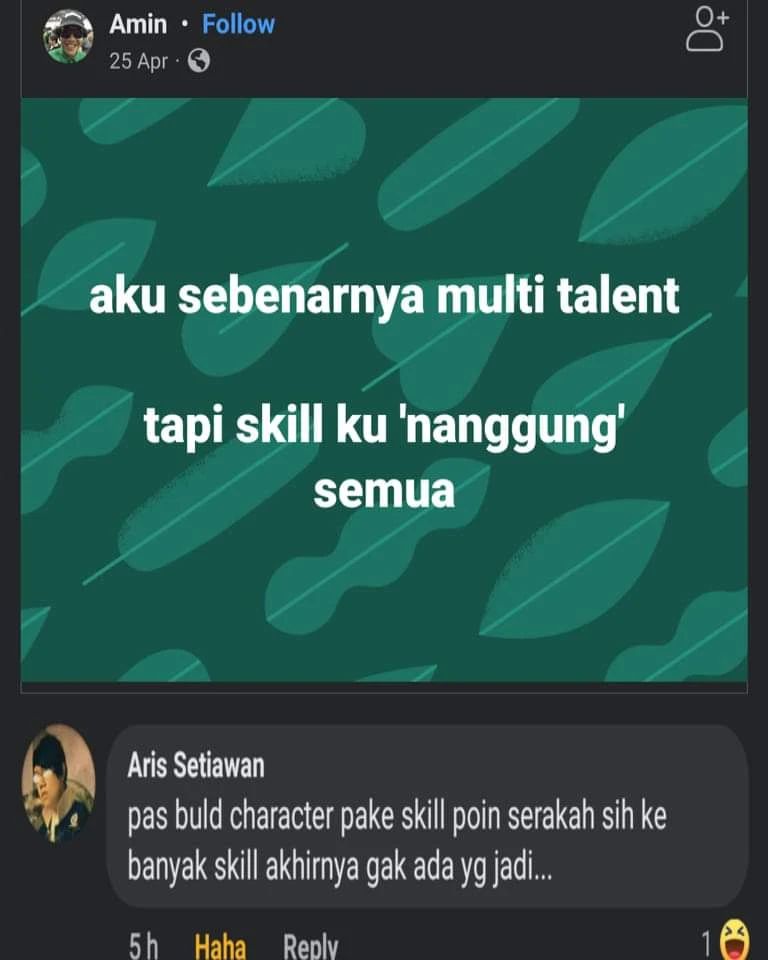 Amin • Follow
25 Apr ·
aku sebenarnya multi talent
tapi skill ku 'nanggung'
semua
Aris Setiawan
pas buld character pake skill poin serakah sih ke
banyak skill akhirnya gak ada yg jadi...
5 h Haha Reply 1